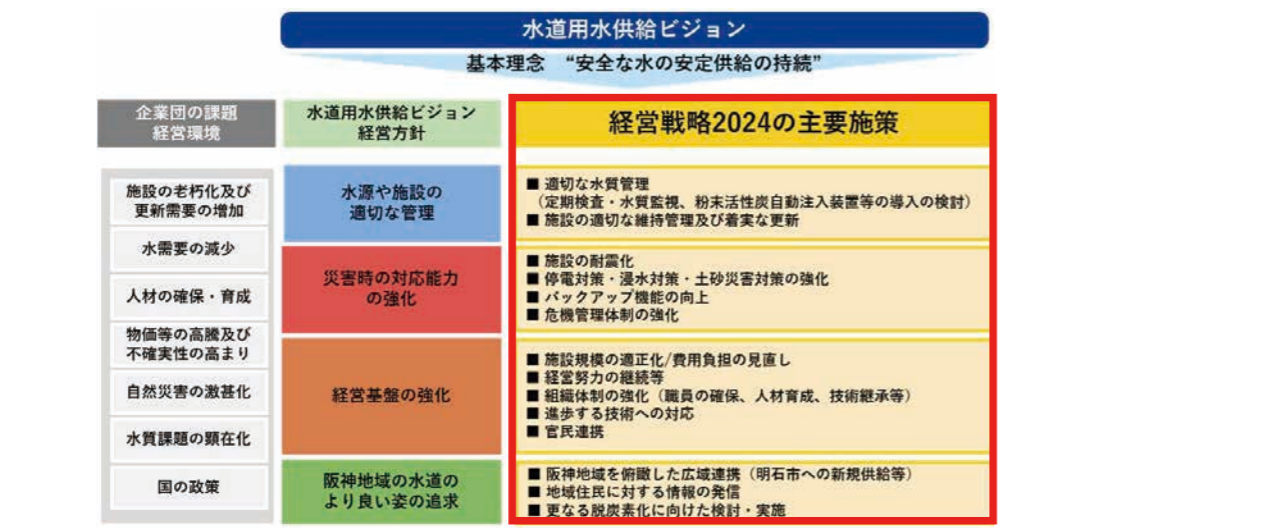 水道用水供給ビジョン
基本理念 “安全な水の安定供給の持続”
企業団の課題
経営環境
水道用水供給ビジョン
経営方針
経営戦略2024の主要施策
施設の老朽化及び
更新需要の増加
水需要の減少
人材の確保・育成
物価等の高騰及び
不確実性の高まり
自然災害の激甚化
水質課題の顕在化
国の政策
水源や施設の
適切な管理
■ 適切な水質管理
（定期検査・水質監視、粉末活性炭自動注入装置等の導入の検討）
■ 施設の適切な維持管理及び着実な更新
災害時の対応能力
の強化
■ 施設の耐震化
■ 停電対策・浸水対策・土砂災害対策の強化
■ バックアップ機能の向上
■ 危機管理体制の強化
経営基盤の強化
■ 施設規模の適正化/費用負担の見直し
■ 経営努力の継続等
■ 組織体制の強化（職員の確保、人材育成、技術継承等）
■ 進歩する技術への対応
■ 官民連携
阪神地域の水道の
より良い姿の追求
■ 阪神地域を俯瞰した広域連携（明石市への新規供給等）
■ 地域住民に対する情報の発信
■ 更なる脱炭素化に向けた検討・実施